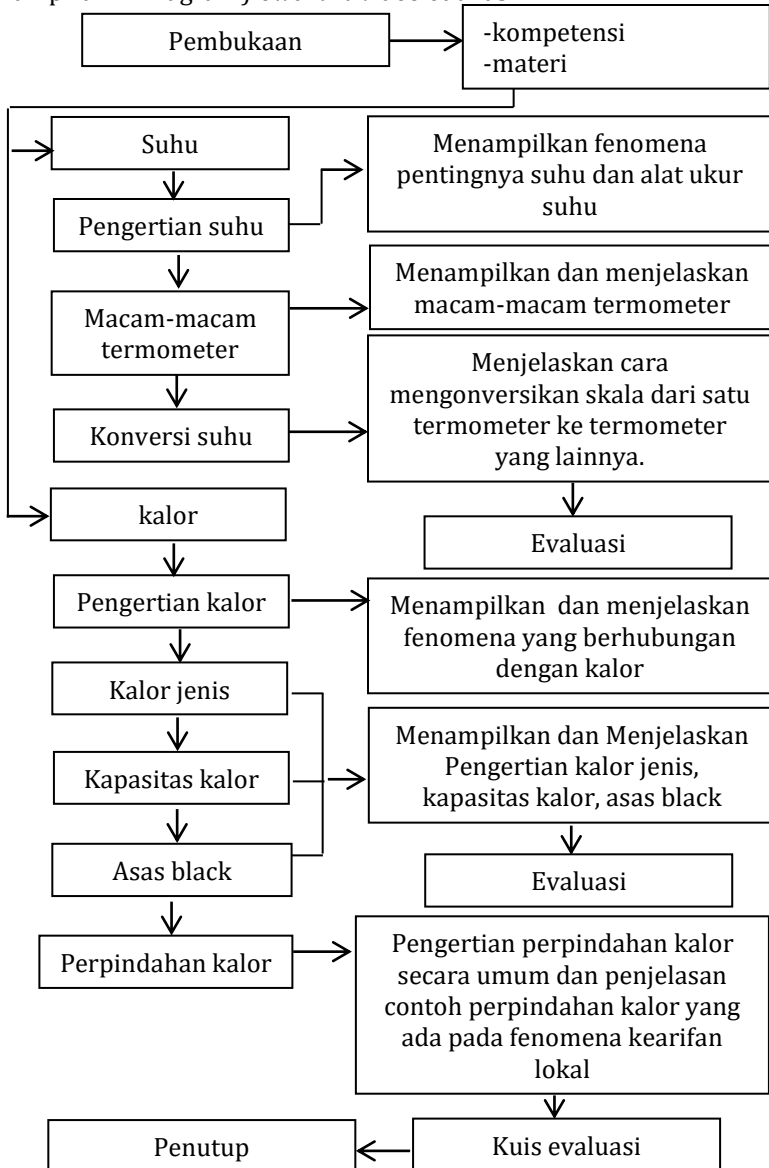 Pembukaan
-kompetensi
-materi
Suhu
Menampilkan fenomena
pentingnya suhu dan alat ukur
suhu
Pengertian suhu
Menampilkan dan menjelaskan
macam-macam termometer
Macam-macam
termometer
Menjelaskan cara
mengonversikan skala dari satu
termometer ke termometer
yang lainnya.
Konversi suhu
kalor
Evaluasi
Pengertian kalor
Menampilkan dan menjelaskan
fenomena yang berhubungan
dengan kalor
Kalor jenis
Kapasitas kalor
Menampilkan dan Menjelaskan
Pengertian kalor jenis,
kapasitas kalor, asas black
Asas black
Evaluasi
Perpindahan kalor
Pengertian perpindahan kalor
secara umum dan penjelasan
contoh perpindahan kalor yang
ada pada fenomena kearifan
lokal
Kuis evaluasi
Penutup